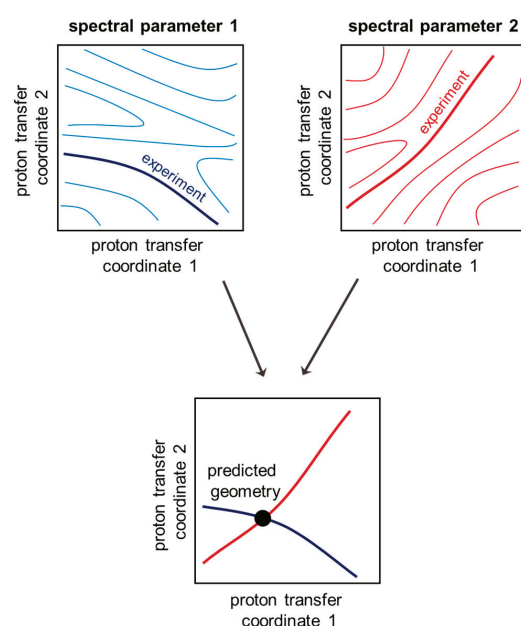 spectral parameter 1
proton transfer
coordinate 2
experiment
proton transfer
coordinate 1
spectral parameter 2
proton transfer
coordinate 2
experiment
proton transfer
coordinate 1
proton transfer
coordinate 2
predicted
geometry
proton transfer
coordinate 1